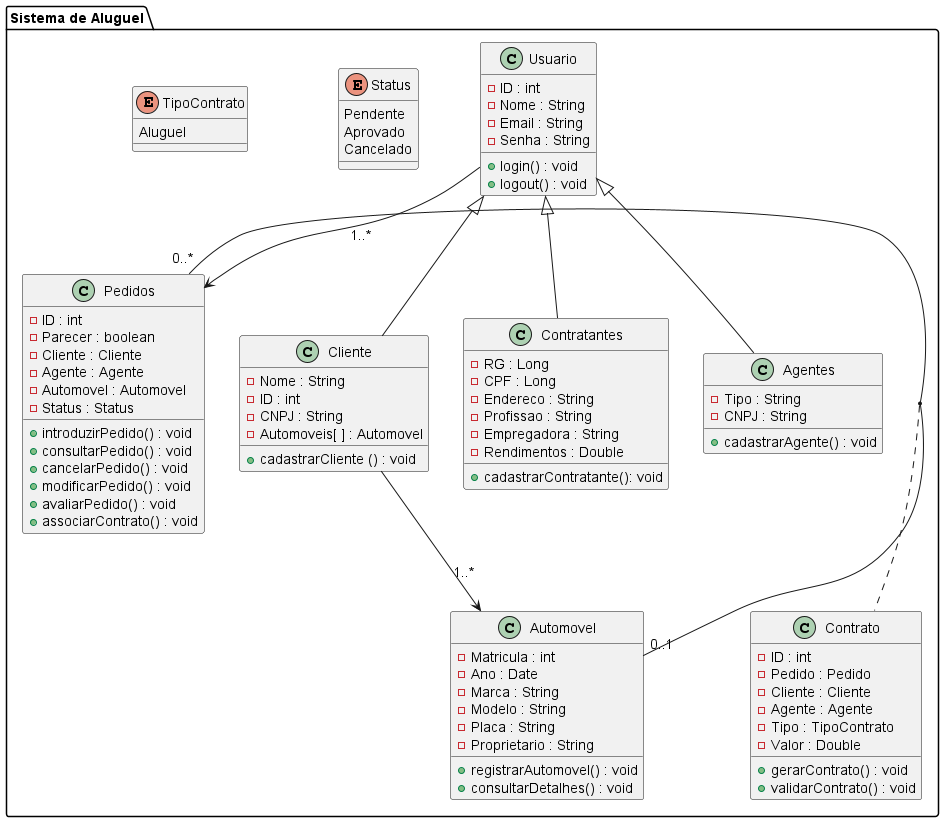 Sistema de Aluguel
E TipoContrato
Aluguel
E Status
Pendente
Aprovado
Cancelado
C Usuario
ID : int
Nome : String
Email : String
Senha : String
login() : void
logout() : void
1..*
0..*
C Pedidos
ID : int
Parecer : boolean
Cliente : Cliente
Agente : Agente
Automovel : Automovel
Status : Status
introduzirPedido() : void
consultarPedido() : void
cancelarPedido() : void
modificarPedido() : void
avaliarPedido() : void
associarContrato() : void
C Cliente
Nome : String
ID : int
CNPJ : String
Automoveis[ ] : Automovel
cadastrarCliente () : void
C Contratantes
RG : Long
CPF : Long
Endereco : String
Profissao : String
Empregadora : String
Rendimentos : Double
cadastrarContratante(): void
C Agentes
Tipo : String
CNPJ : String
cadastrarAgente() : void
1..*
0..1
C Automovel
Matricula : int
Ano : Date
Marca : String
Modelo : String
Placa : String
Proprietario : String
registrarAutomovel() : void
consultarDetalhes() : void
C Contrato
ID : int
Pedido : Pedido
Cliente : Cliente
Agente : Agente
Tipo : TipoContrato
Valor : Double
gerarContrato() : void
validarContrato() : void